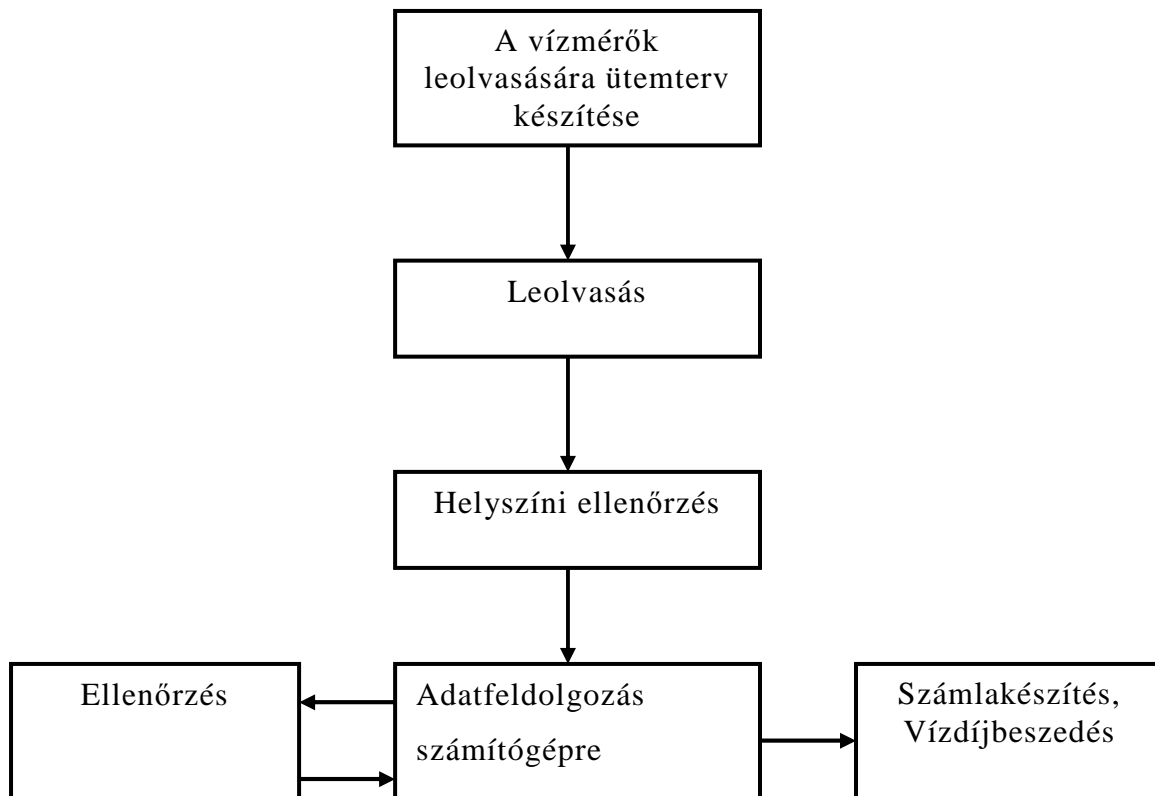 A vízmérők
leolvasására ütemterv
készítése
Leolvasás
Helyszíni ellenőrzés
Ellenőrzés
Adatfeldolgozás
számítógépre
Számlakészítés,
Vízdíjbeszedés